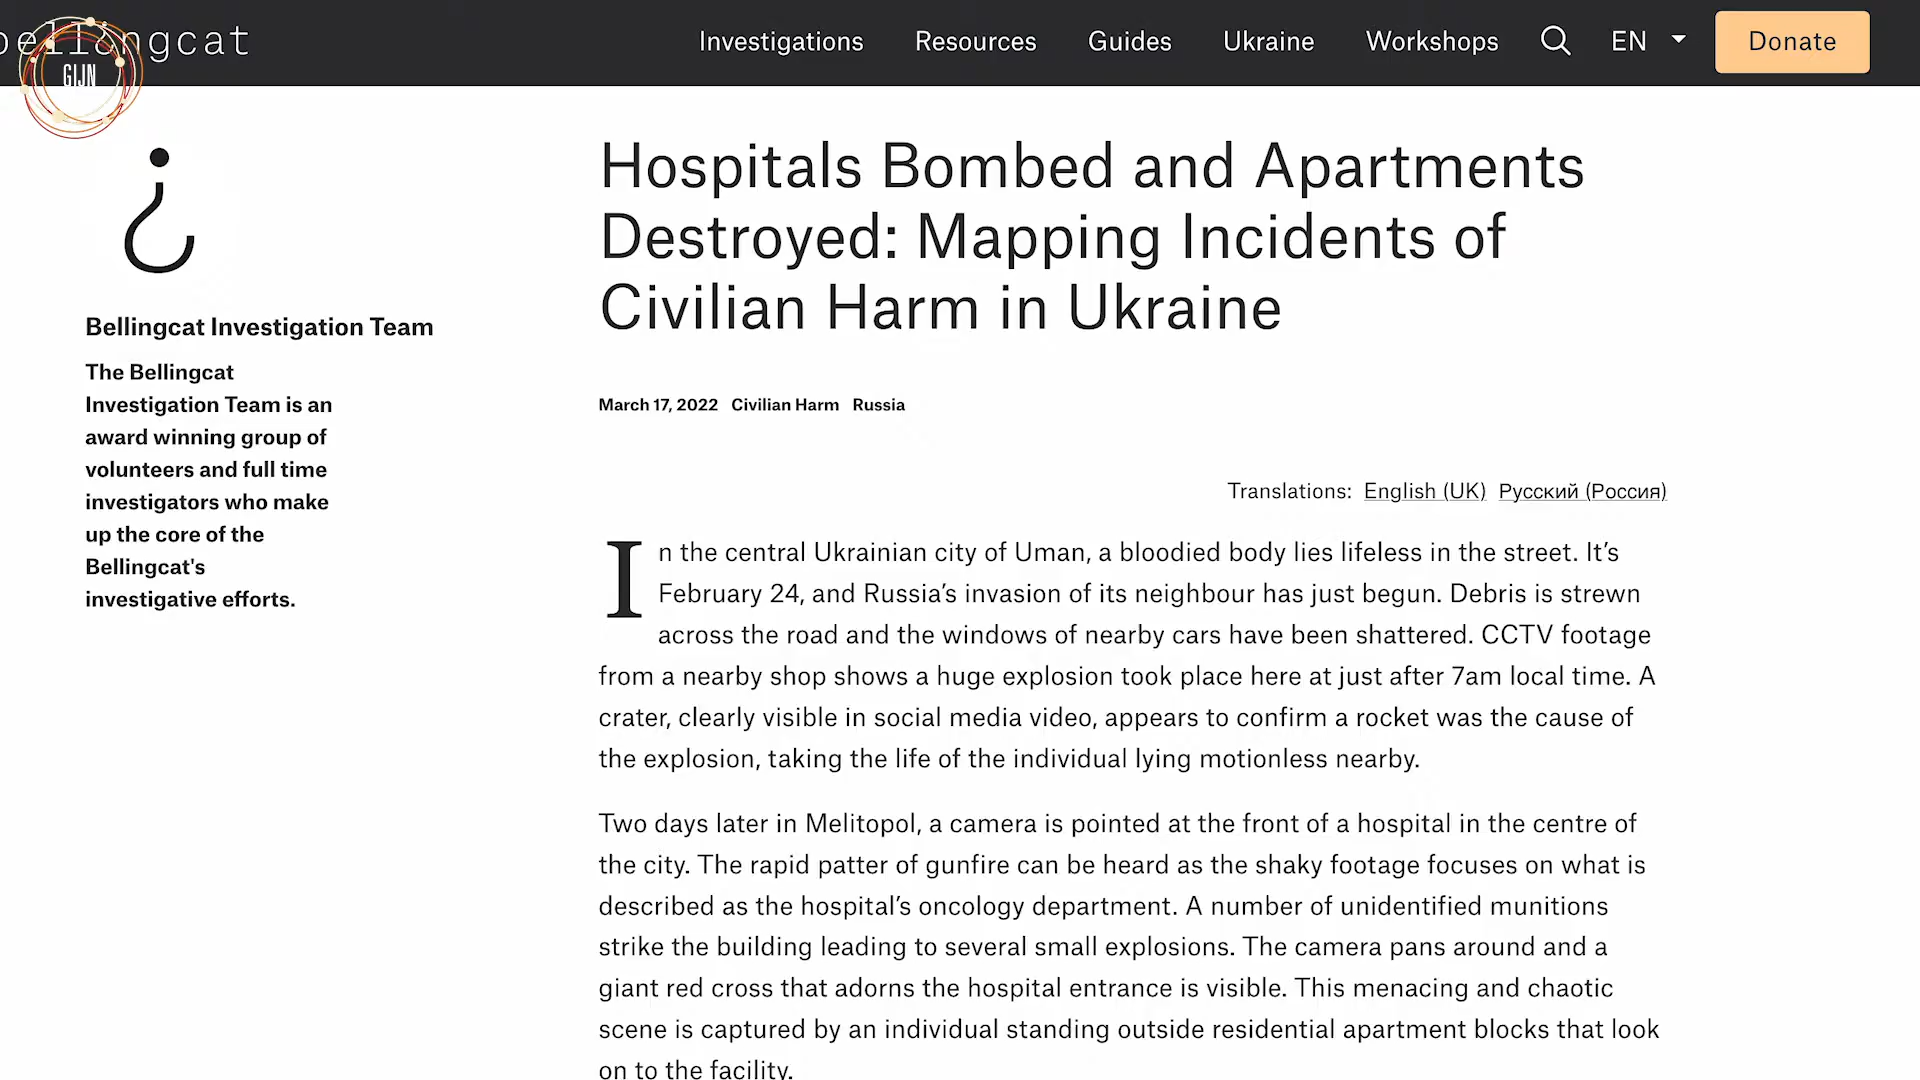 bellingcat
GIJN
Investigations Resources Guides Ukraine Workshops EN Donate
Hospitals Bombed and Apartments
Destroyed: Mapping Incidents of
Civilian Harm in Ukraine
Bellingcat Investigation Team
The Bellingcat
Investigation Team is an
award winning group of
volunteers and full time
investigators who make
up the core of the
Bellingcat's
investigative efforts.
March 17, 2022 Civilian Harm Russia
Translations: English (UK) Русский (Россия)
In the central Ukrainian city of Uman, a bloodied body lies lifeless in the street. It’s
February 24, and Russia’s invasion of its neighbour has just begun. Debris is strewn
across the road and the windows of nearby cars have been shattered. CCTV footage
from a nearby shop shows a huge explosion took place here at just after 7am local time. A
crater, clearly visible in social media video, appears to confirm a rocket was the cause of
the explosion, taking the life of the individual lying motionless nearby.
Two days later in Melitopol, a camera is pointed at the front of a hospital in the centre of
the city. The rapid patter of gunfire can be heard as the shaky footage focuses on what is
described as the hospital’s oncology department. A number of unidentified munitions
strike the building leading to several small explosions. The camera pans around and a
giant red cross that adorns the hospital entrance is visible. This menacing and chaotic
scene is captured by an individual standing outside residential apartment blocks that look
on to the facility.